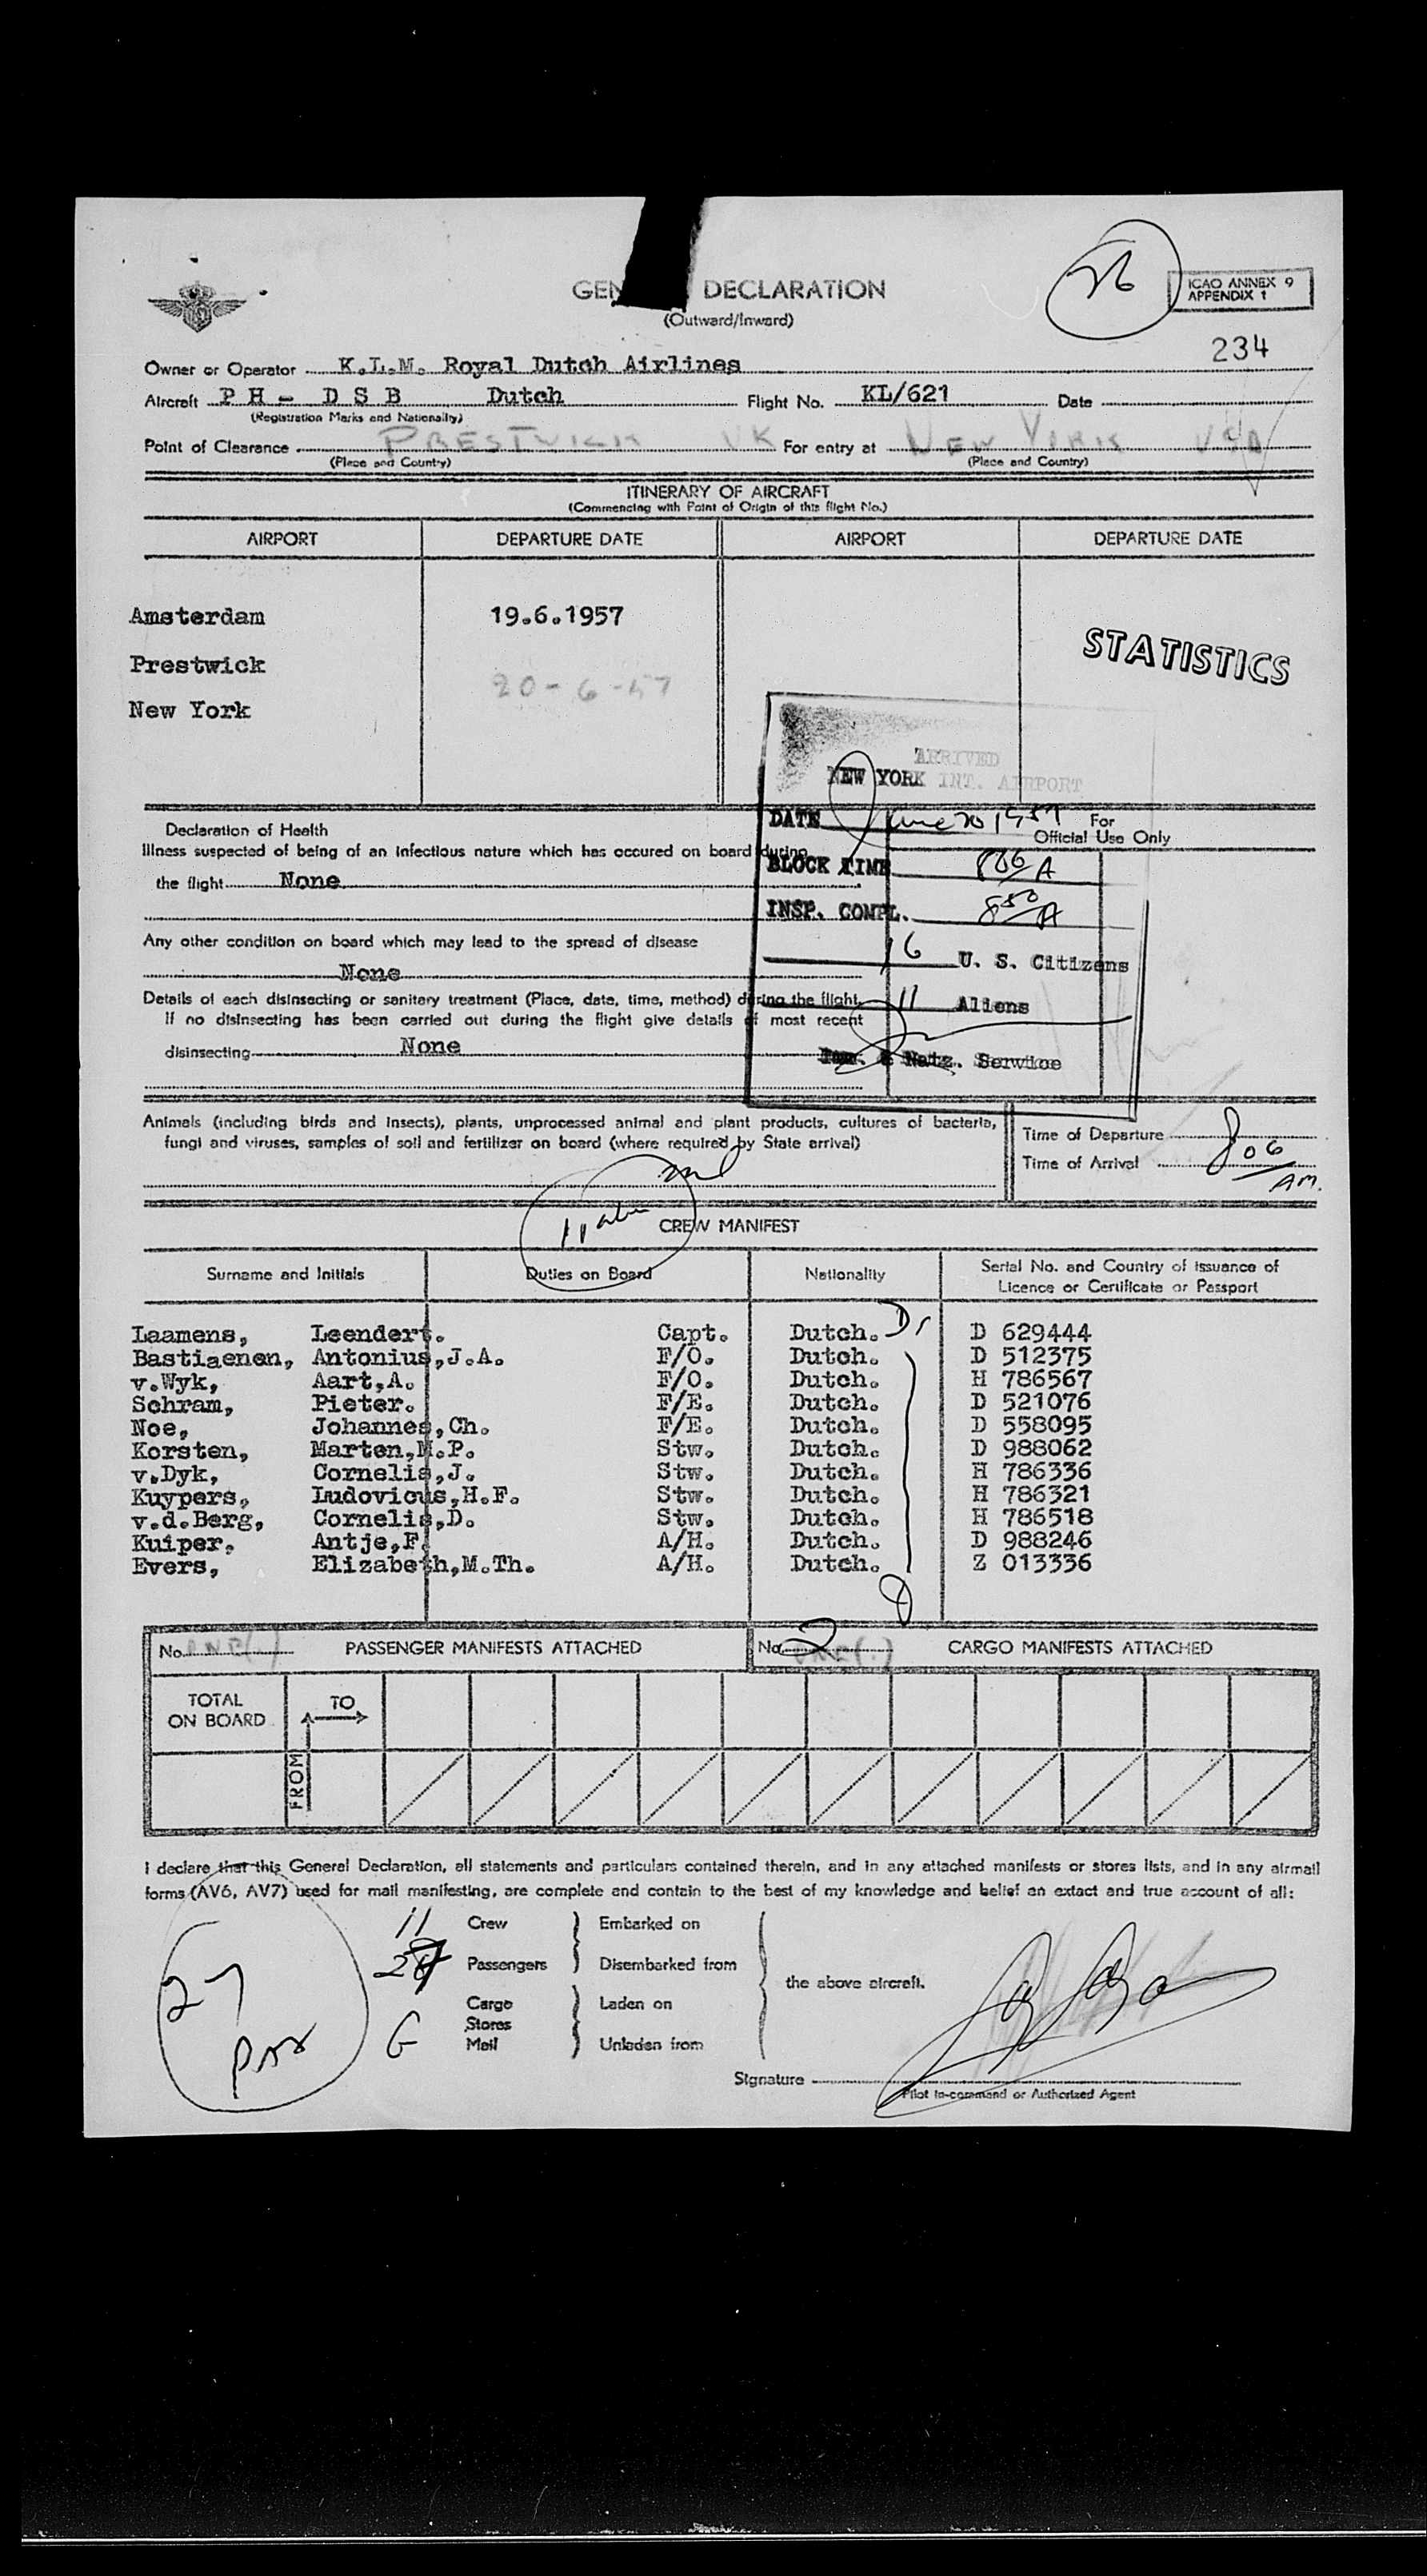 GEN DECLARATION
(Outward/Inward)
26
ICAO ANNEX 9
APPENDIX 1
234
Owner or Operator K.L.M. Royal Dutch Airlines
Aircraft P H - D S B Dutch Flight No. KL/621 Date
(Registration Marks and Nationality)
Point of Clearance PRESTWICK UK For entry at NEW YORK USA
(Place and Country) (Place and Country)
ITINERARY OF AIRCRAFT
(Commencing with Point of Origin of this flight No.)
AIRPORT DEPARTURE DATE AIRPORT DEPARTURE DATE
Amsterdam 19.6.1957
STATISTICS
Prestwick 20-6-57
New York
ARRIVED
NEW YORK INT. AIRPORT
DATE June 20 1957
For
Official Use Only
BLOCK TIME 806 A
INSP. COMPL. 850 A
16 U. S. Citizens
11 Aliens
Imm. & Natz. Service
Declaration of Health
Illness suspected of being of an infectious nature which has occured on board during
the flight None
Any other condition on board which may lead to the spread of disease
None
Details of each disinsecting or sanitary treatment (Place, date, time, method) during the flight.
If no disinsecting has been carried out during the flight give details of most recent
disinsecting None
Animals (including birds and insects), plants, unprocessed animal and plant products, cultures of bacteria,
fungi and viruses, samples of soil and fertilizer on board (where required by State arrival)
Time of Departure
Time of Arrival 806 AM.
CREW MANIFEST
Surname and Initials Duties on Board Nationality Serial No. and Country of issuance of
Licence or Certificate or Passport
Laamens, Leendert. Capt. Dutch. D 629444
Bastiaenen, Antonius,J.A. F/O. Dutch. D 512375
v.Wyk, Aart,A. F/O. Dutch. H 786567
Schram, Pieter. F/E. Dutch. D 521076
Noe, Johannes,Ch. F/E. Dutch. D 558095
Korsten, Marten,M.P. Stw. Dutch. D 988062
v.Dyk, Cornelis,J. Stw. Dutch. H 786336
Kuypers, Ludovicus,H.F. Stw. Dutch. H 786321
v.d.Berg, Cornelis,D. Stw. Dutch. H 786518
Kuiper. Antje,F. A/H. Dutch. D 988246
Evers, Elizabeth,M.Th. A/H. Dutch. Z 013336
No. ONE(.) PASSENGER MANIFESTS ATTACHED No. 2 ONE(.) CARGO MANIFESTS ATTACHED
TOTAL
ON BOARD
TO
FROM
I declare that this General Declaration, all statements and particulars contained therein, and in any attached manifests or stores lists, and in any airmail
forms (AV6, AV7) used for mail manifesting, are complete and contain to the best of my knowledge and belief an extact and true account of all:
11 Crew Embarked on
Passengers Disembarked from
the above aircraft.
Cargo Laden on
Stores
G Mail Unladen from
27
pax
Signature
Pilot in-command or Authorized Agent